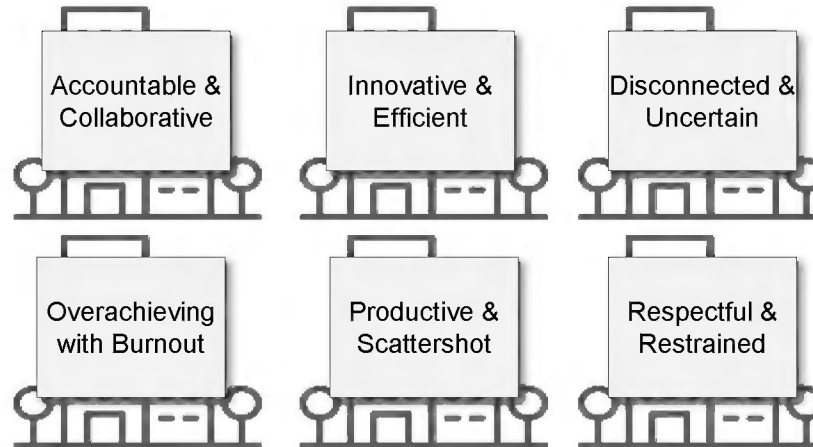 Accountable &
Collaborative
Innovative &
Efficient
Disconnected &
Uncertain
Overachieving
with Burnout
Productive &
Scattershot
Respectful &
Restrained